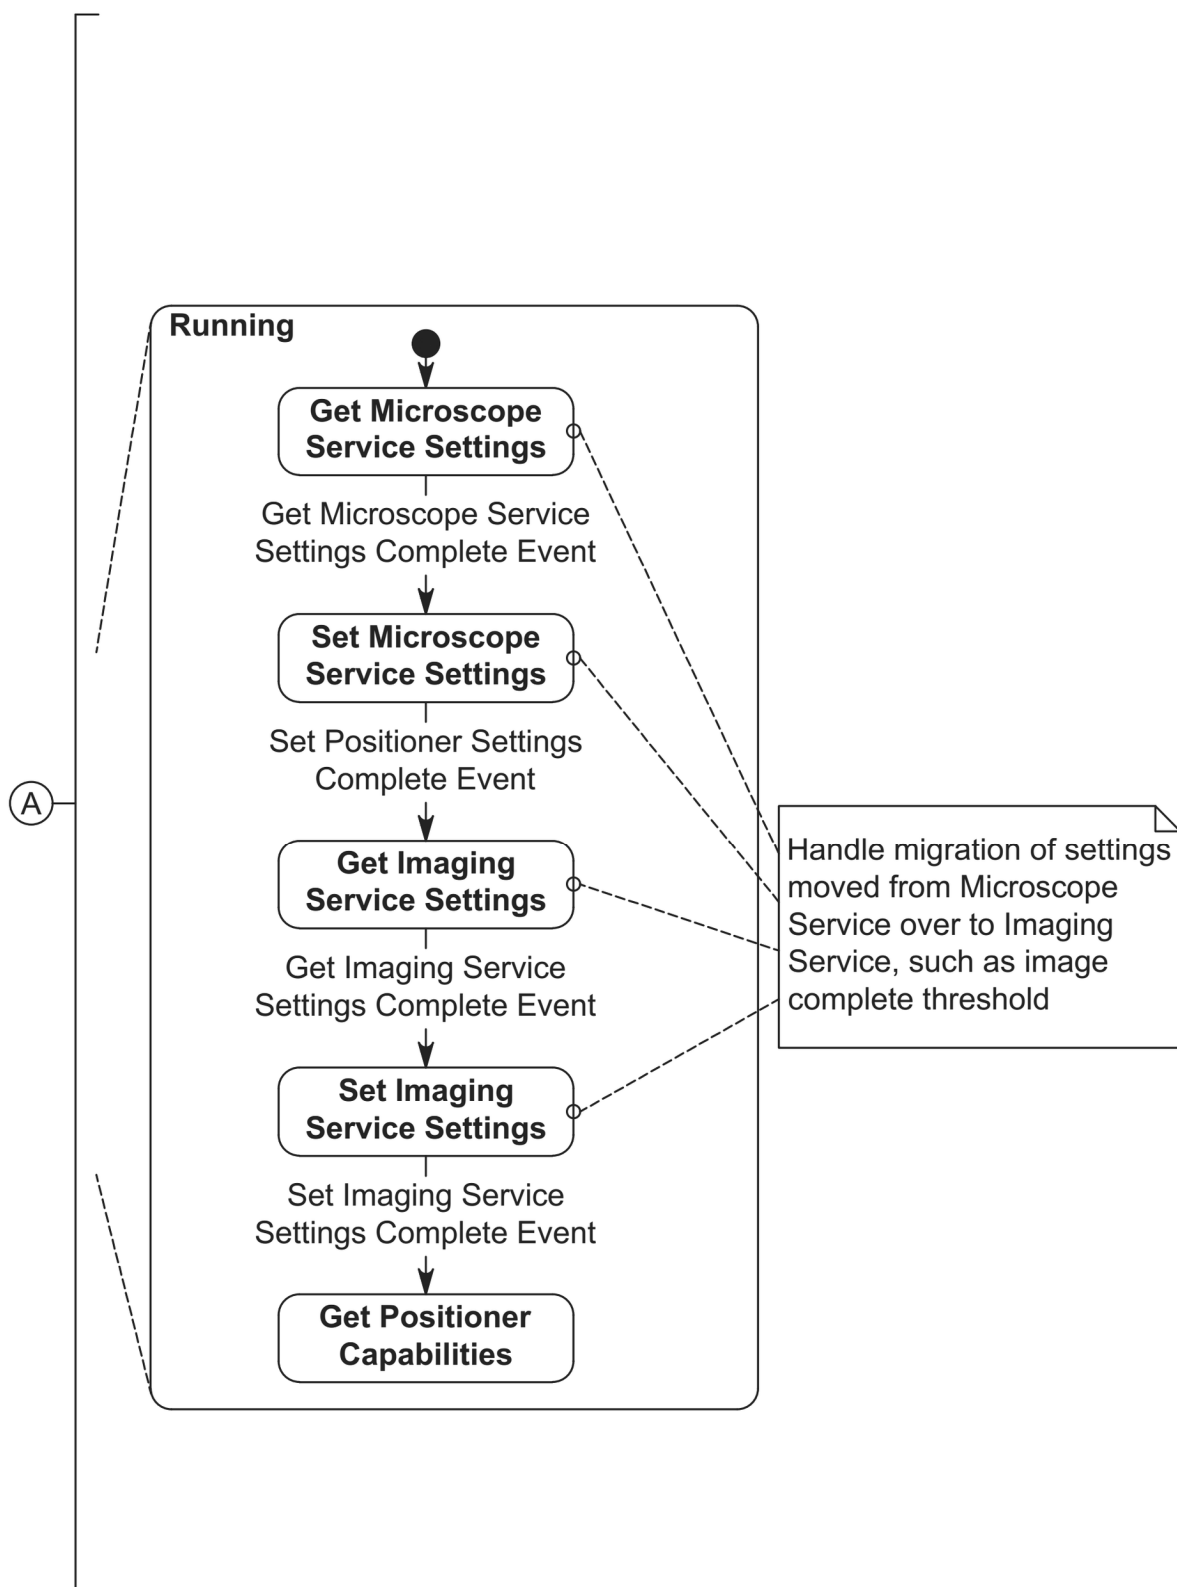 Running
Get Microscope
Service Settings
Get Microscope Service
Settings Complete Event
Set Microscope
Service Settings
Set Positioner Settings
Complete Event
A
Get Imaging
Service Settings
Handle migration of settings
moved from Microscope
Service over to Imaging
Service, such as image
complete threshold
Get Imaging Service
Settings Complete Event
Set Imaging
Service Settings
Set Imaging Service
Settings Complete Event
Get Positioner
Capabilities